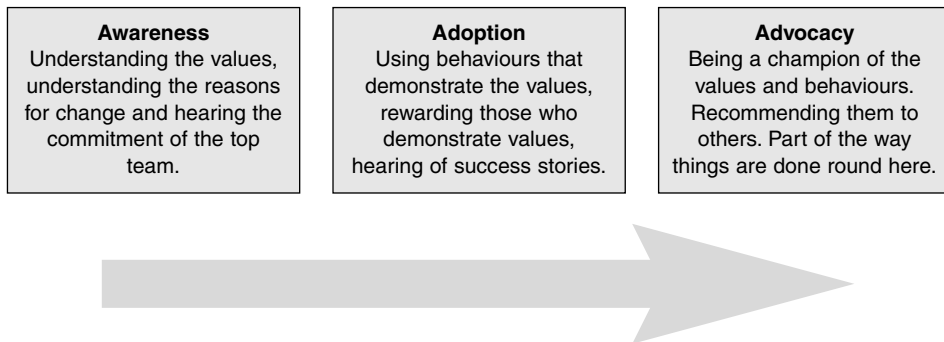 Awareness
Understanding the values,
understanding the reasons
for change and hearing the
commitment of the top
team.
Adoption
Using behaviours that
demonstrate the values,
rewarding those who
demonstrate values,
hearing of success stories.
Advocacy
Being a champion of the
values and behaviours.
Recommending them to
others. Part of the way
things are done round here.